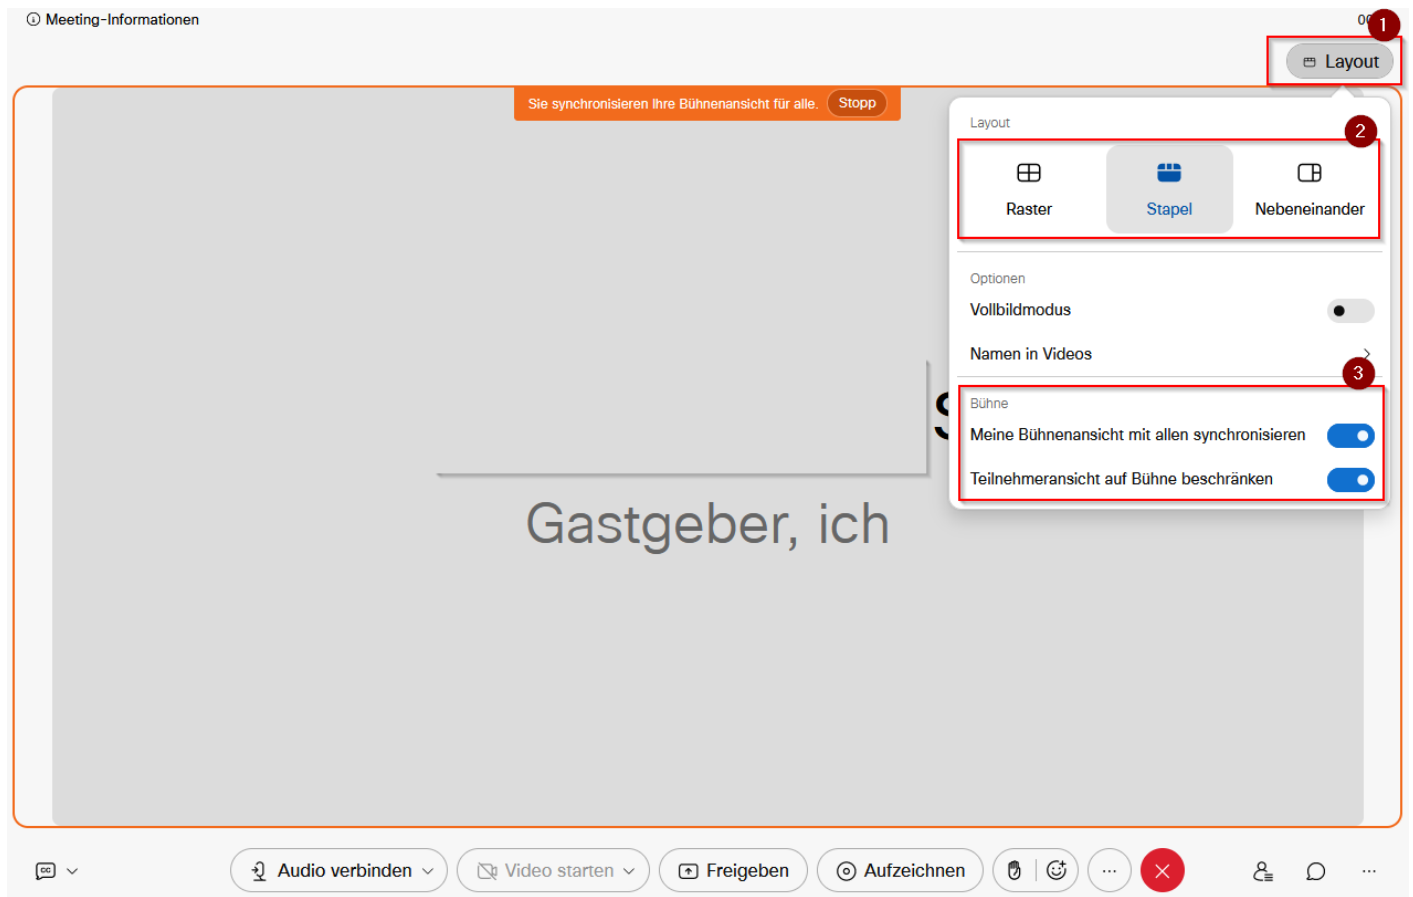 Meeting-Informationen
1
Layout
Sie synchronisieren Ihre Bühnenansicht für alle. Stopp
Layout
2
Raster Stapel Nebeneinander
Optionen
Vollbildmodus
Namen in Videos
3
Bühne
Meine Bühnenansicht mit allen synchronisieren
Teilnehmeransicht auf Bühne beschränken
Gastgeber, ich
CC Audio verbinden Video starten Freigeben Aufzeichnen